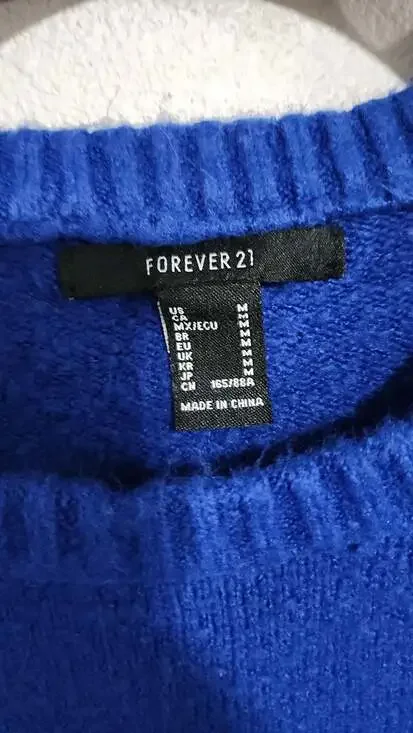 FOREVER 21
US M
CA M
MX/ECU M
BR M
EU M
UK M
KR M
JP M
CN 165/88A
MADE IN CHINA